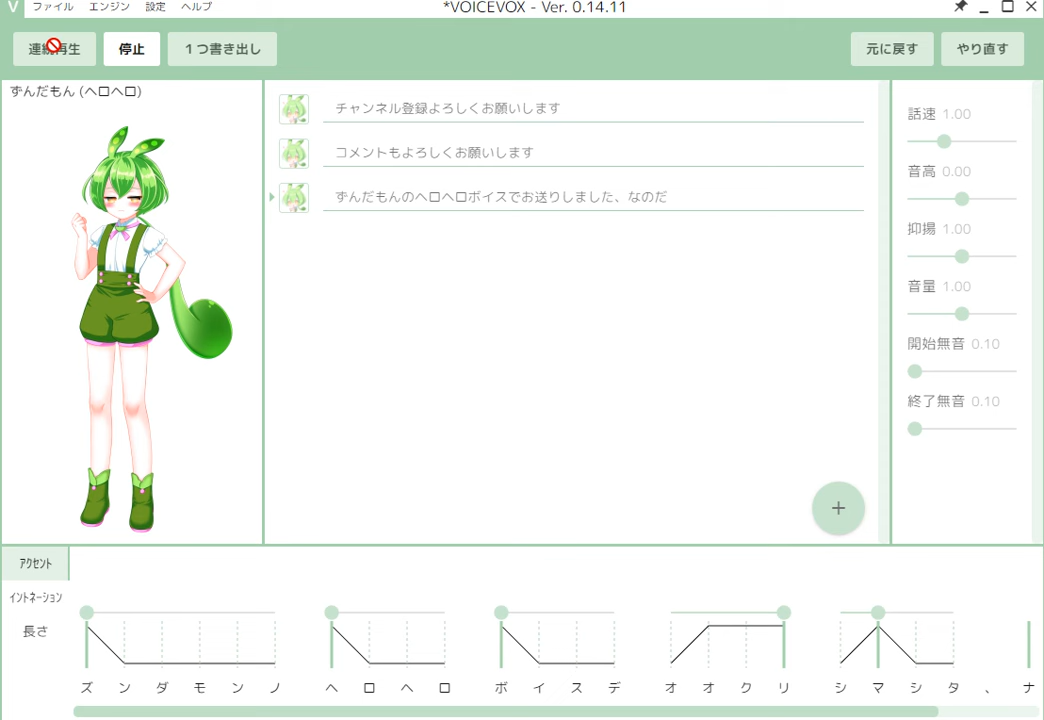 V ファイル エンジン 設定 ヘルプ *VOICEVOX - Ver. 0.14.11
連続再生 停止 1つ書き出し 元に戻す やり直す
ずんだもん (ヘロヘロ)
チャンネル登録よろしくお願いします
コメントもよろしくお願いします
ずんだもんのヘロヘロボイスでお送りしました、なのだ
話速 1.00
音高 0.00
抑揚 1.00
音量 1.00
開始無音 0.10
終了無音 0.10
+
アクセント
イントネーション
長さ
ズ ン ダ モ ン ノ ヘ ロ ヘ ロ ボ イ ス デ オ オ ク リ シ マ シ タ 、 ナ